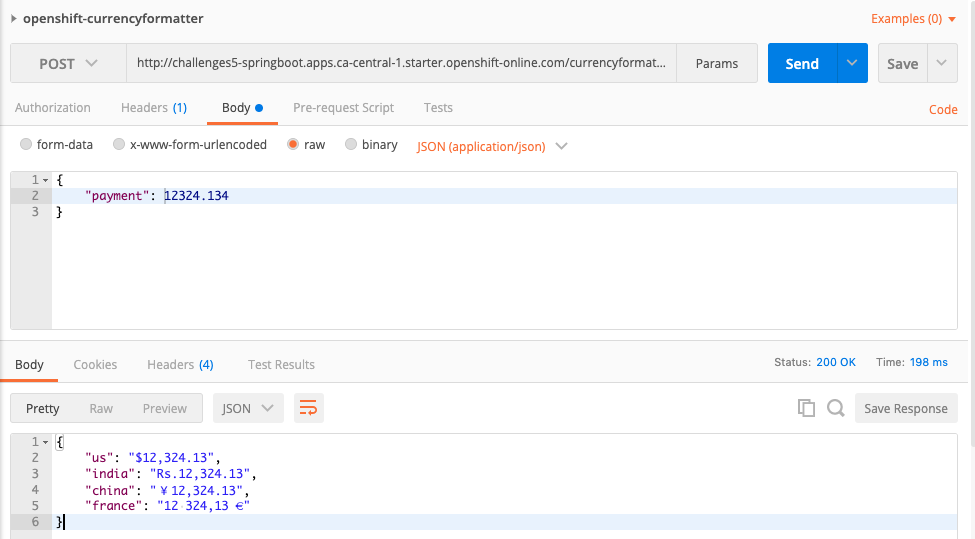 openshift-currencyformatter
Examples (0)
POST http://challenges5-springboot.apps.ca-central-1.starter.openshift-online.com/currencyformat... Params Send Save
Authorization Headers (1) Body Pre-request Script Tests Code
form-data x-www-form-urlencoded raw binary JSON (application/json)
1 {
2 "payment": 12324.134
3 }
Body Cookies Headers (4) Test Results Status: 200 OK Time: 198 ms
Pretty Raw Preview JSON Save Response
1 {
2 "us": "$12,324.13",
3 "india": "Rs.12,324.13",
4 "china": "￥12,324.13",
5 "france": "12 324,13 €"
6 }